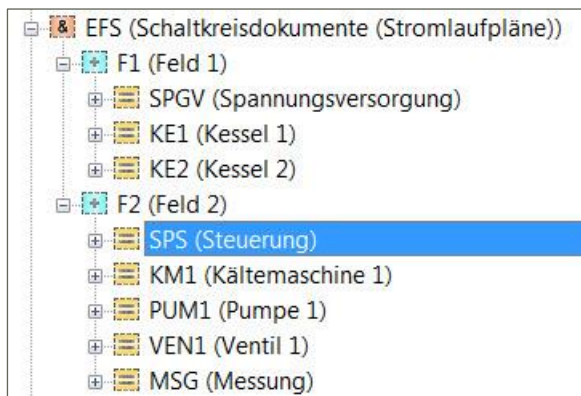 EFS (Schaltkreisdokumente (Stromlaufpläne))
F1 (Feld 1)
SPGV (Spannungsversorgung)
KE1 (Kessel 1)
KE2 (Kessel 2)
F2 (Feld 2)
SPS (Steuerung)
KM1 (Kältemaschine 1)
PUM1 (Pumpe 1)
VEN1 (Ventil 1)
MSG (Messung)